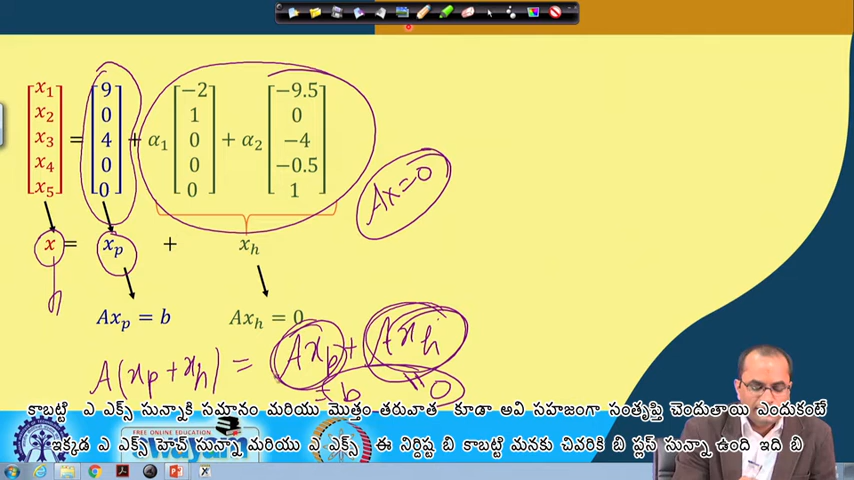 x₁ 9 −2 −9.5
x₂ 0 1 0
x₃ = 4 + α₁ 0 + α₂ −4
x₄ 0 0 −0.5
x₅ 0 0 1
Ax=0
x = xₚ + xₕ
Axₚ = b Axₕ = 0
A(xₚ+xₕ) = Axₚ + Axₕ
= b 0
FREE ONLINE EDUCATION
swayam
కాబట్టి ఎ ఎక్స్ సున్నాకి సమానం మరియు మొత్తం తరువాత కూడా అవి సహజంగా సంతృప్తి చెందుతాయి ఎందుకంటే
ఇక్కడ ఎ ఎక్స్ హెచ్ సున్నా మరియు ఎ ఎక్స్ ఈ నిర్దిష్ట బి కాబట్టి మనకు చివరికి బి ప్లస్ సున్నా ఉంది ఇది బి